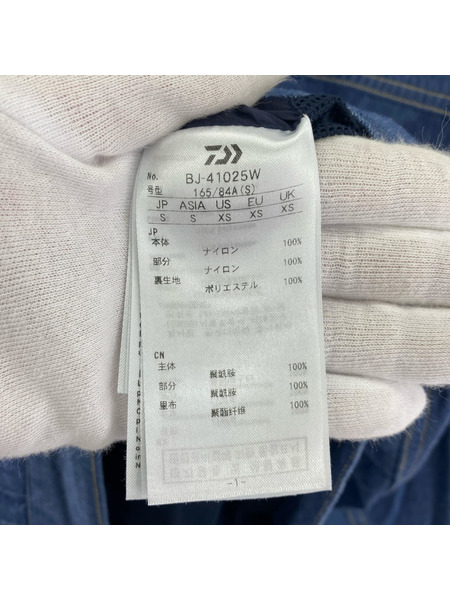 No. BJ-41025W
号型 165/84A(S)
JP ASIA US EU UK
S S XS XS XS
JP
本体 ナイロン 100%
部分 ナイロン 100%
裏生地 ポリエステル 100%
CN
主体 聚酰胺 100%
部分 聚酰胺 100%
里布 聚酯纤维 100%
-1-